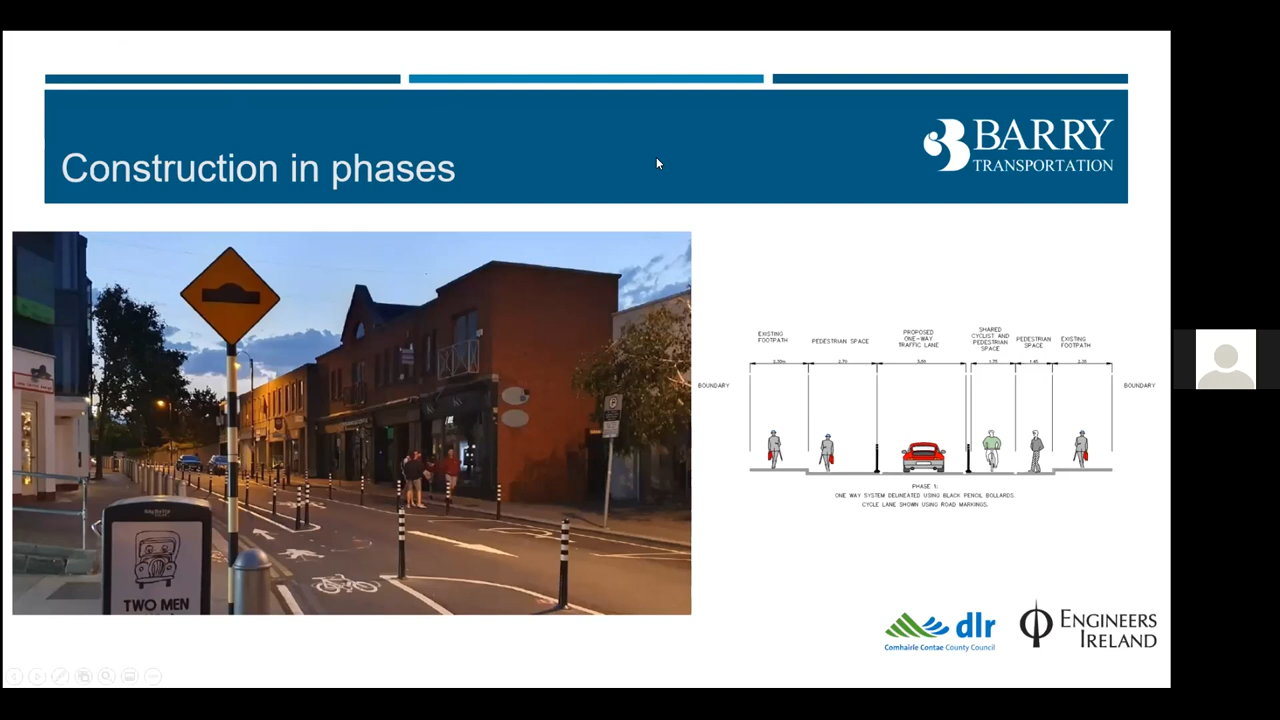 Construction in phases
BARRY
TRANSPORTATION
TWO MEN
EXISTING
FOOTPATH
PEDESTRIAN SPACE
PROPOSED
ONE-WAY
TRAFFIC LANE
SHARED
CYCLIST AND
PEDESTRIAN
SPACE
PEDESTRIAN
SPACE
EXISTING
FOOTPATH
BOUNDARY
BOUNDARY
PHASE 1:
ONE WAY SYSTEM DELINEATED USING BLACK PENCIL BOLLARDS.
CYCLE LANE SHOWN USING ROAD MARKINGS.
dlr
Comhairle Contae County Council
ENGINEERS
IRELAND